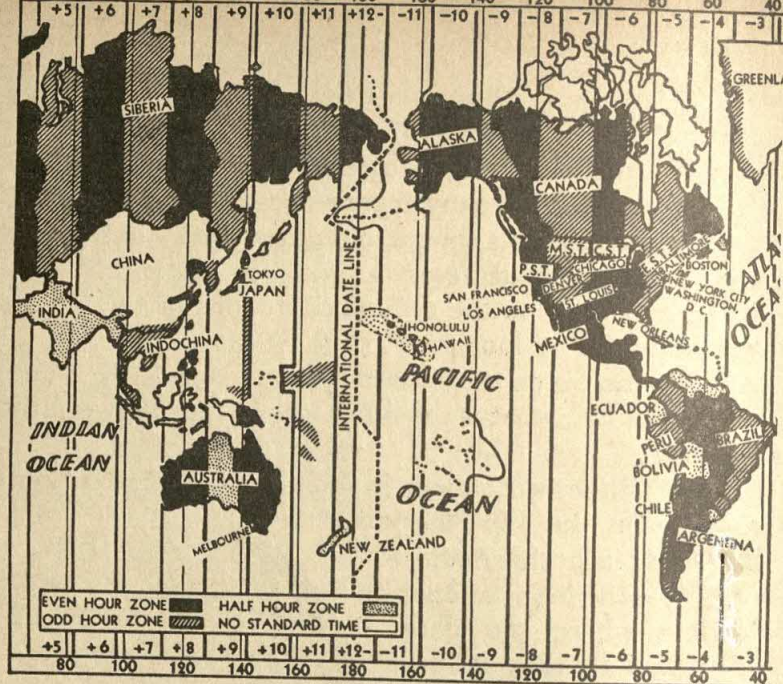 +5 +6 +7 +8 +9 +10 +11 +12- -11 -10 -9 -8 -7 -6 -5 -4 -3
GREENLA
SIBERIA
ALASKA
CANADA
CHINA
M.S.T. C.S.T. E.S.T.
BALTIMORE
BOSTON
CHICAGO
P.S.T.
DENVER
NEW YORK CITY
WASHINGTON,
D C
ST. LOUIS
TOKYO
JAPAN
SAN FRANCISCO
LOS ANGELES
ATLA
OCE
INDIA
INTERNATIONAL DATE LINE
HONOLULU
HAWAII
NEW ORLEANS
MEXICO
INDOCHINA
PACIFIC
ECUADOR
INDIAN
OCEAN
PERU
BRAZIL
BOLIVIA
AUSTRALIA
OCEAN
CHILE
MELBOURNE
NEW ZEALAND
ARGENTINA
EVEN HOUR ZONE HALF HOUR ZONE
ODD HOUR ZONE NO STANDARD TIME
+5 +6 +7 +8 +9 +10 +11 +12- -11 -10 -9 -8 -7 -6 -5 -4 -3
80 100 120 140 160 180 160 140 120 100 80 60 40